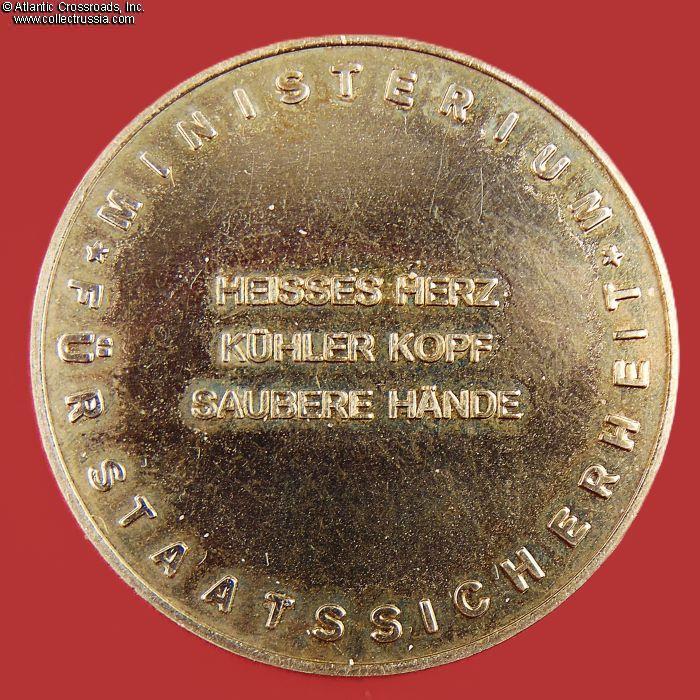 © Atlantic Crossroads, Inc.
www.collectrussia.com
★ MINISTERIUM ★
FÜR STAATSSICHERHEIT
HEISSES HERZ
KÜHLER KOPF
SAUBERE HÄNDE